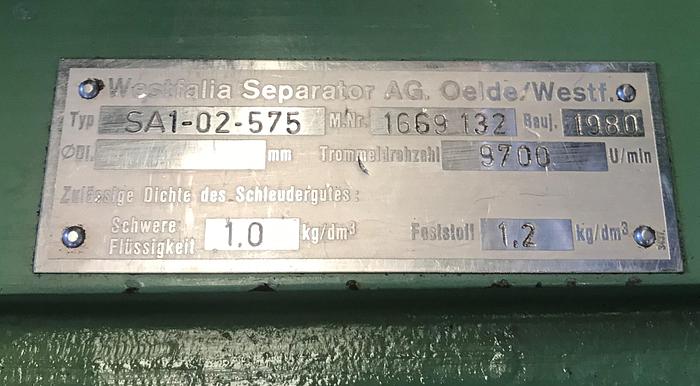 Westfalia Separator AG. Oelde/Westf.
Typ SA1-02-575 M.Nr. 1669 132 Bauj. 1980
ØDi. mm Trommeldrehzahl 9700 U/min
Zulässige Dichte des Schleudergutes:
Schwere Flüssigkeit 1.0 kg/dm³ Feststoff 1.2 kg/dm³